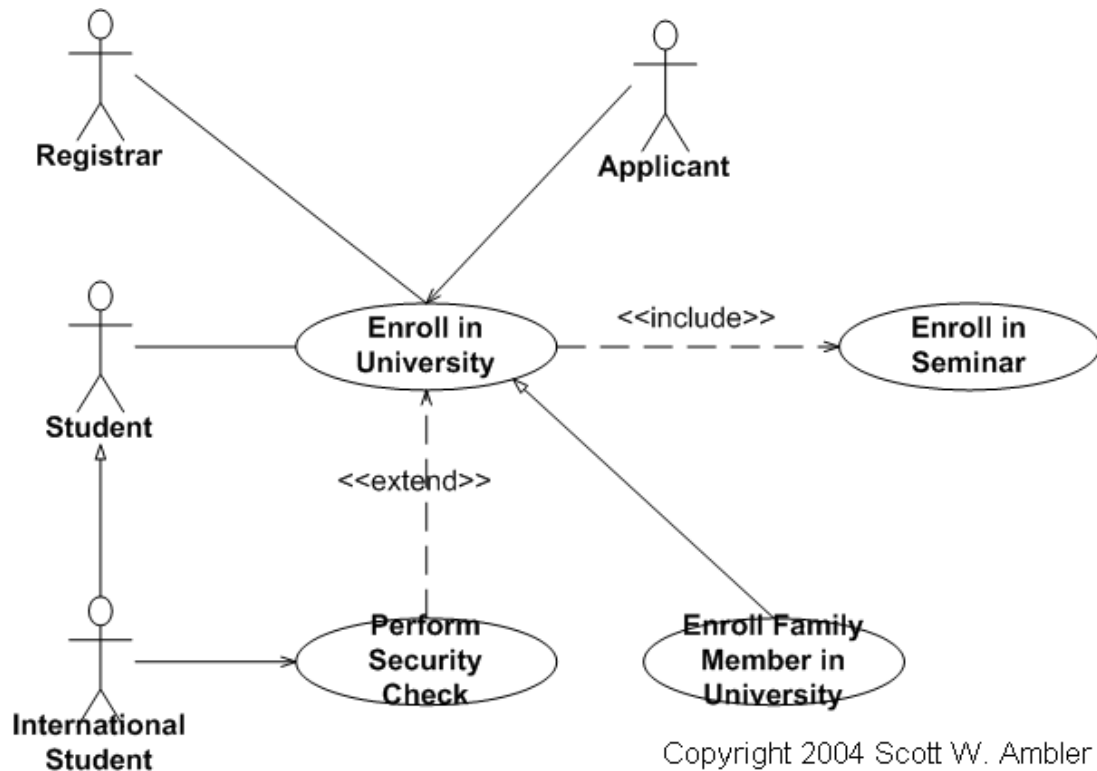 Registrar
Applicant
Enroll in
University
<<include>>
Enroll in
Seminar
Student
<<extend>>
Perform
Security
Check
Enroll Family
Member in
University
International
Student
Copyright 2004 Scott W. Ambler